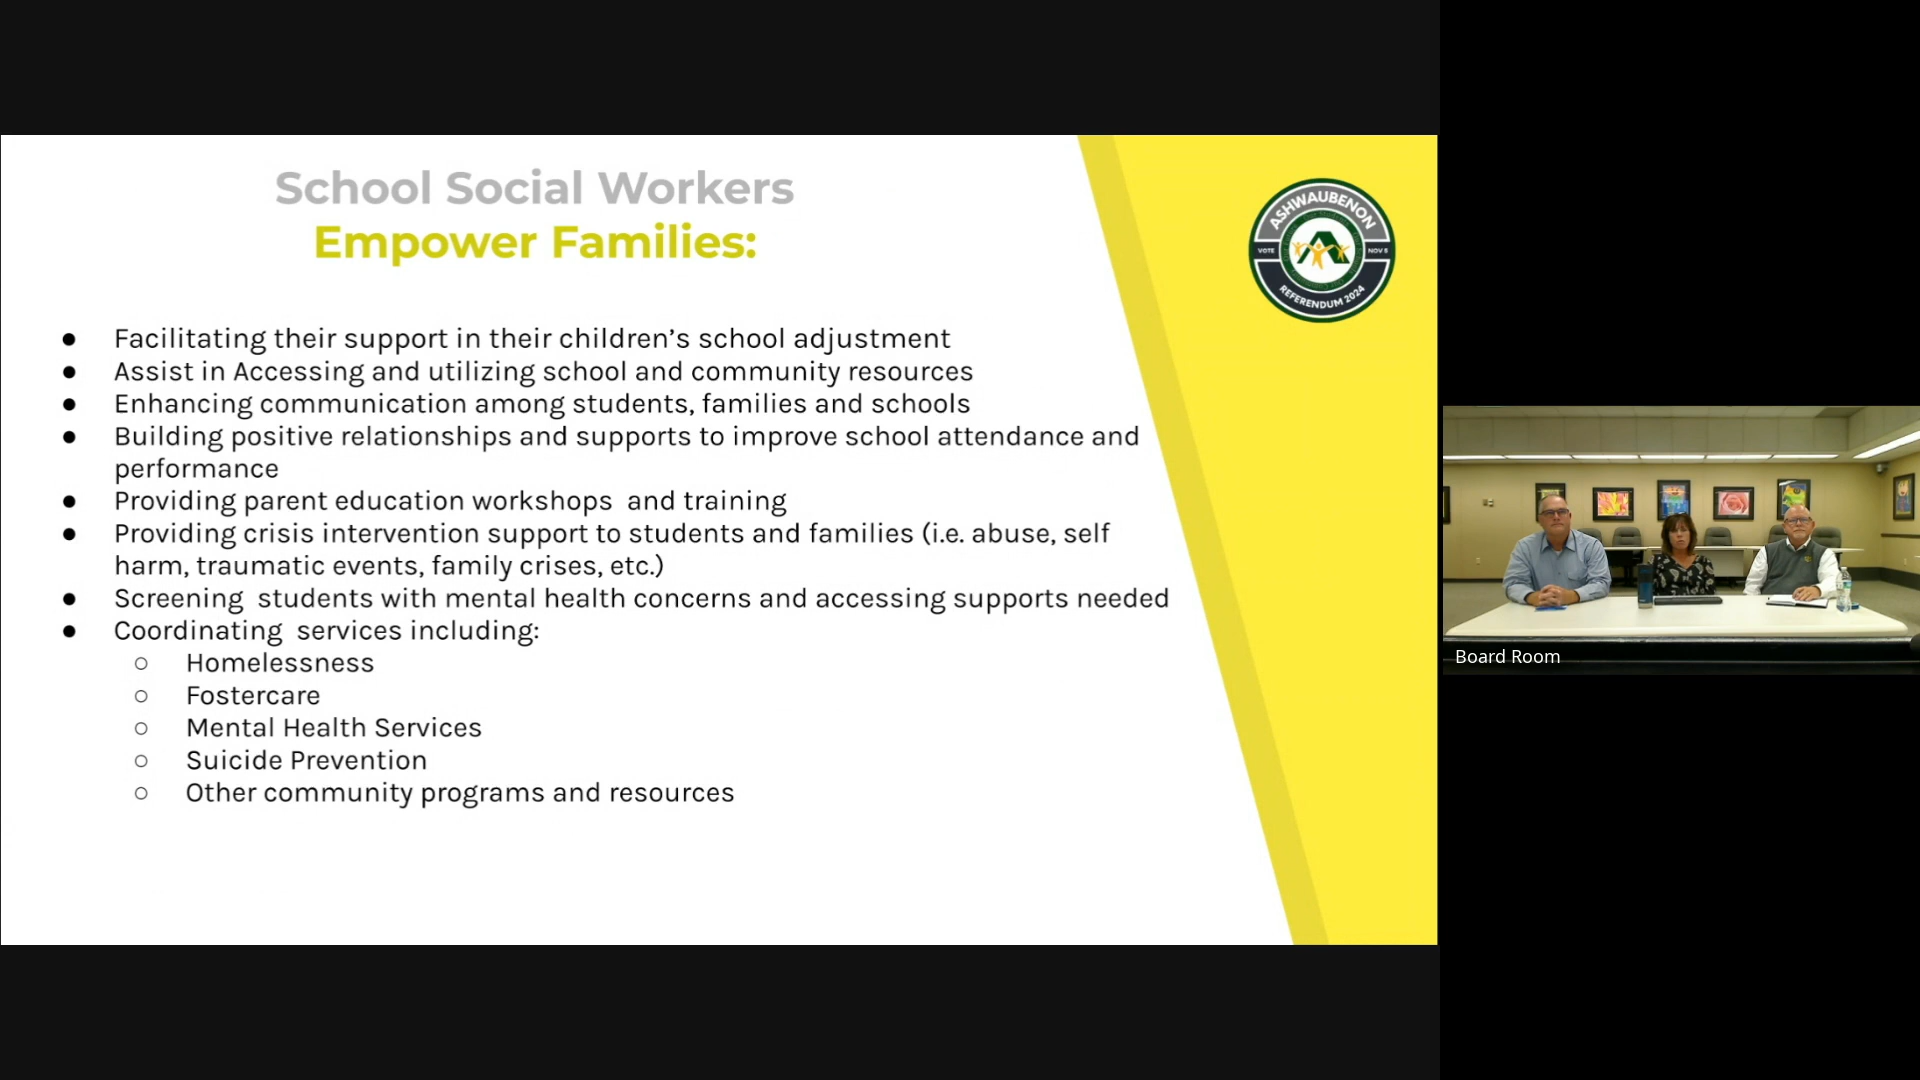 School Social Workers
Empower Families:
ASHWAUBENON
VOTE
NOV 5
REFERENDUM 2024
● Facilitating their support in their children’s school adjustment
● Assist in Accessing and utilizing school and community resources
● Enhancing communication among students, families and schools
● Building positive relationships and supports to improve school attendance and
performance
● Providing parent education workshops  and training
● Providing crisis intervention support to students and families (i.e. abuse, self
harm, traumatic events, family crises, etc.)
● Screening  students with mental health concerns and accessing supports needed
● Coordinating  services including:
○ Homelessness
○ Fostercare
○ Mental Health Services
○ Suicide Prevention
○ Other community programs and resources
Board Room